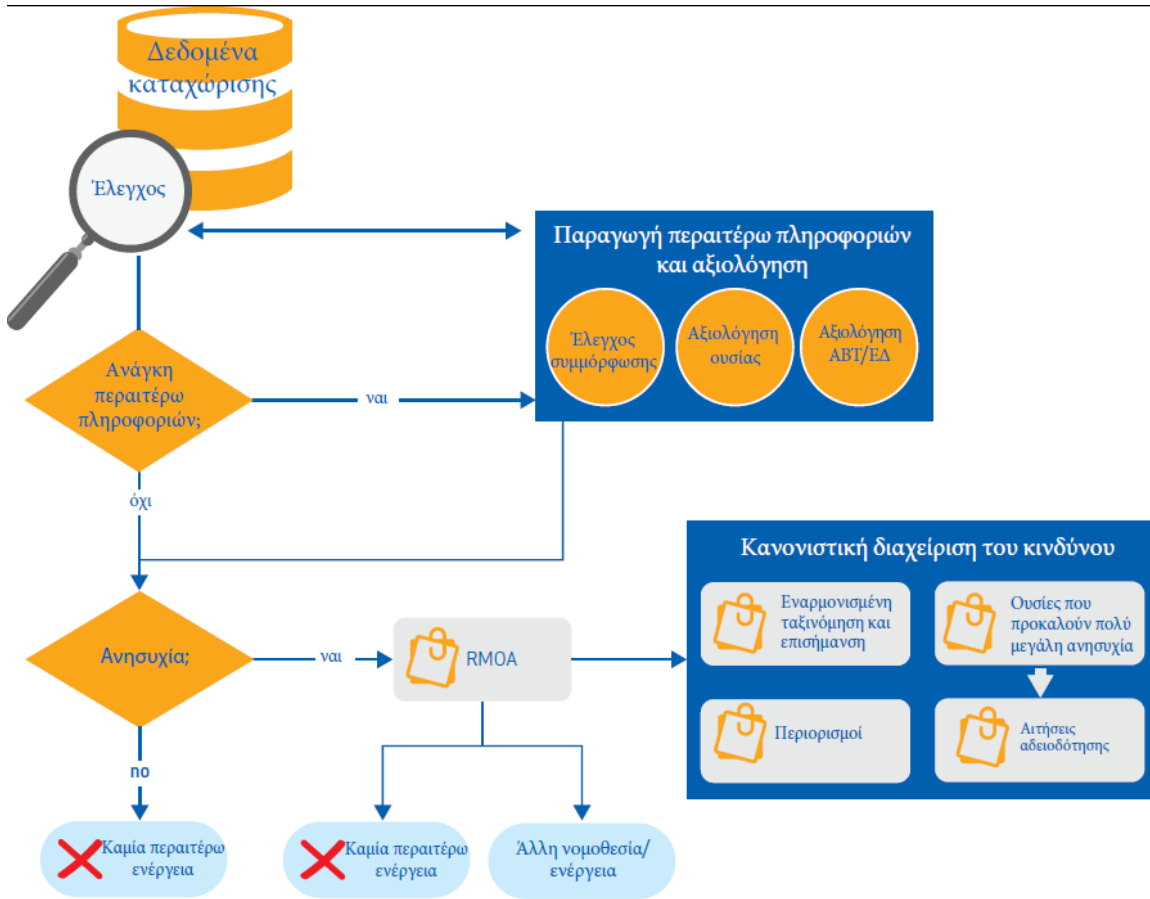 Δεδομένα
καταχώρισης
Έλεγχος
Παραγωγή περαιτέρω πληροφοριών
και αξιολόγηση
Έλεγχος
συμμόρφωσης
Αξιολόγηση
ουσίας
Αξιολόγηση
ΑΒΤ/ΕΔ
Ανάγκη
περαιτέρω
πληροφοριών;
ναι
όχι
Κανονιστική διαχείριση του κινδύνου
Εναρμονισμένη
ταξινόμηση και
επισήμανση
Ουσίες που
προκαλούν πολύ
μεγάλη ανησυχία
Ανησυχία;
ναι
RMOA
Περιορισμοί
Αιτήσεις
αδειοδότησης
no
Καμία περαιτέρω
ενέργεια
Καμία περαιτέρω
ενέργεια
Άλλη νομοθεσία/
ενέργεια